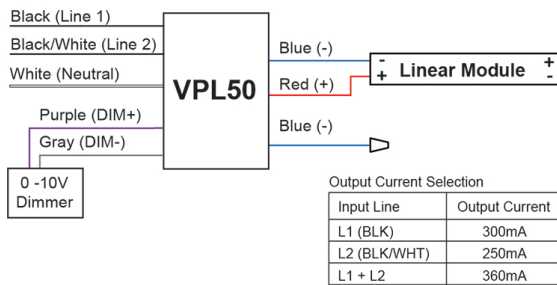 Black (Line 1)
Black/White (Line 2)
White (Neutral)
Purple (DIM+)
Gray (DIM-)
0 -10V
Dimmer
VPL50
Blue (-)
Red (+)
Blue (-)
- Linear Module +
+ -
Output Current Selection
Input Line Output Current
L1 (BLK) 300mA
L2 (BLK/WHT) 250mA
L1 + L2 360mA